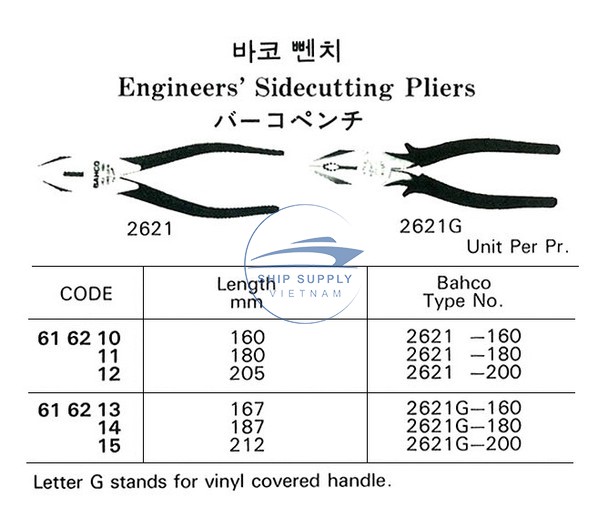 바코 뻰치
Engineers' Sidecutting Pliers
バーコペンチ
BAHCO
2621
2621G
Unit Per Pr.
SHIP SUPPLY
VIETNAM
CODE Length mm Bahco Type No.
61 62 10 160 2621 —160
11 180 2621 —180
12 205 2621 —200
61 62 13 167 2621G—160
14 187 2621G—180
15 212 2621G—200
Letter G stands for vinyl covered handle.